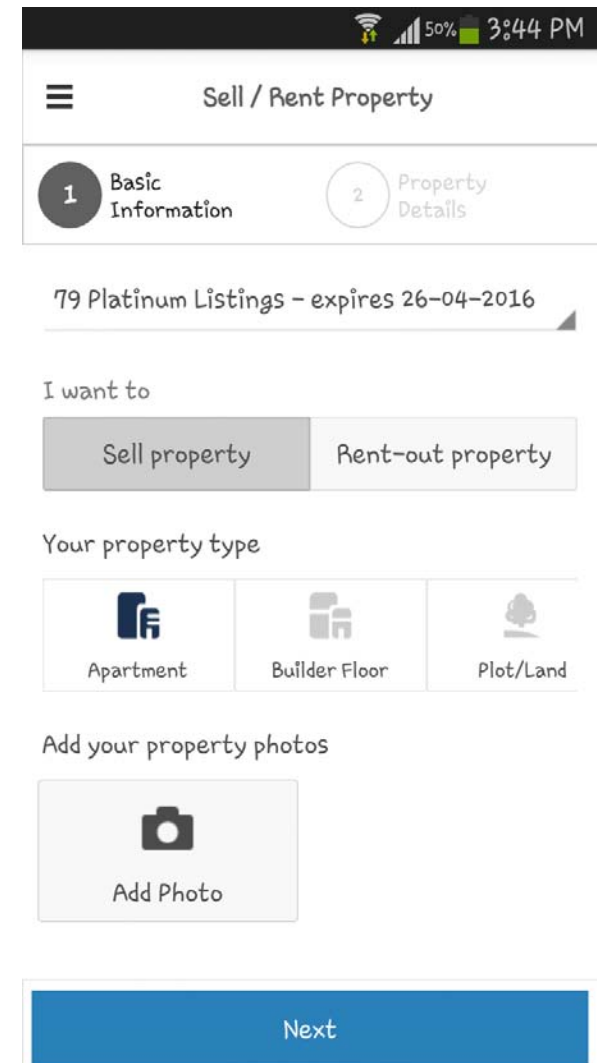 50% 3:44 PM
Sell / Rent Property
1 Basic Information
2 Property Details
79 Platinum Listings - expires 26-04-2016
I want to
Sell property Rent-out property
Your property type
Apartment Builder Floor Plot/Land
Add your property photos
Add Photo
Next